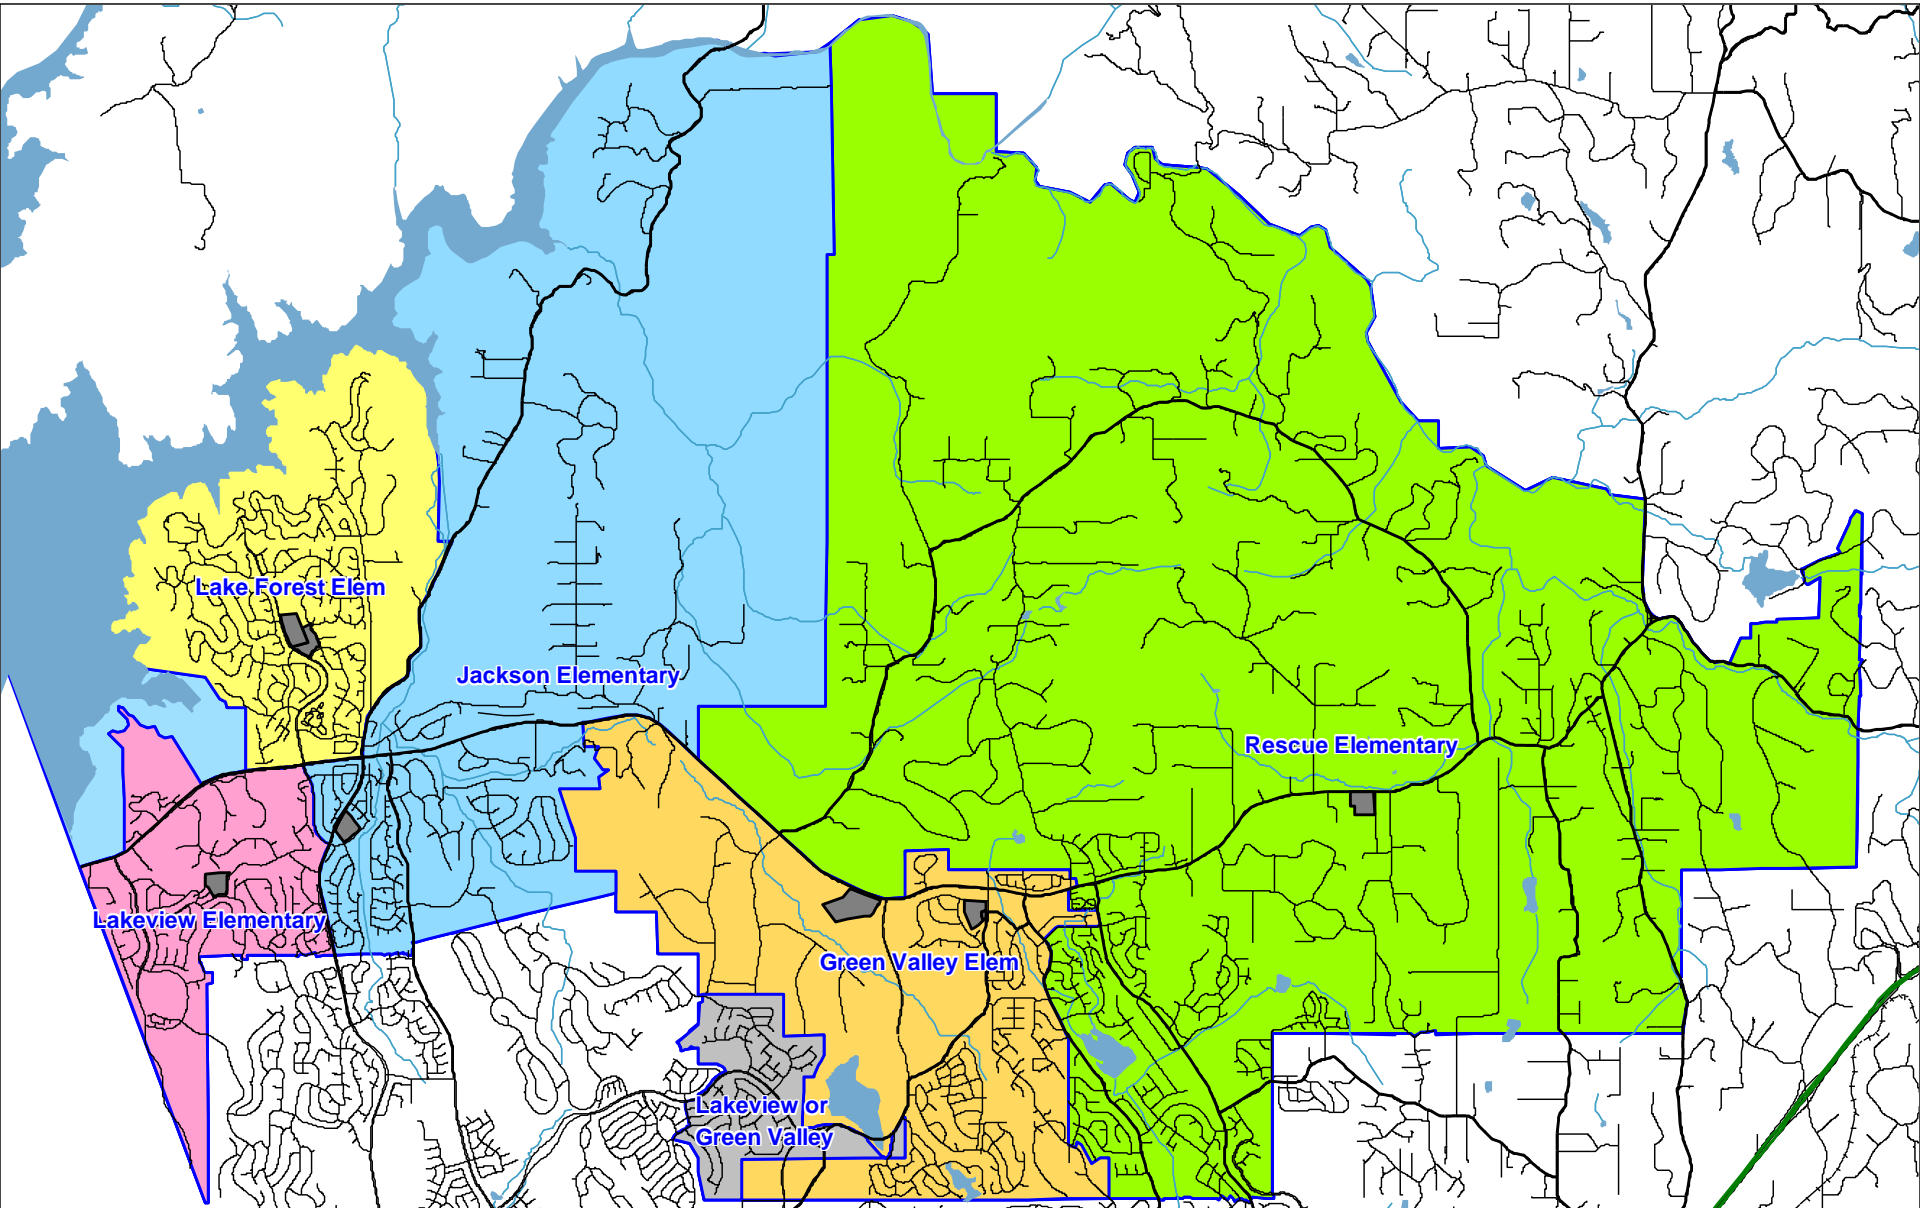 Lake Forest Elem
Jackson Elementary
Rescue Elementary
Lakeview Elementary
Green Valley Elem
Lakeview or
Green Valley